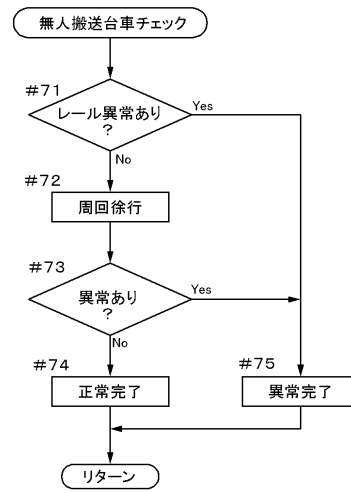 無人搬送台車チェック
#71
レール異常あり
?
Yes
No
#72
周回徐行
#73
異常あり
?
Yes
No
#74
正常完了
#75
異常完了
リターン